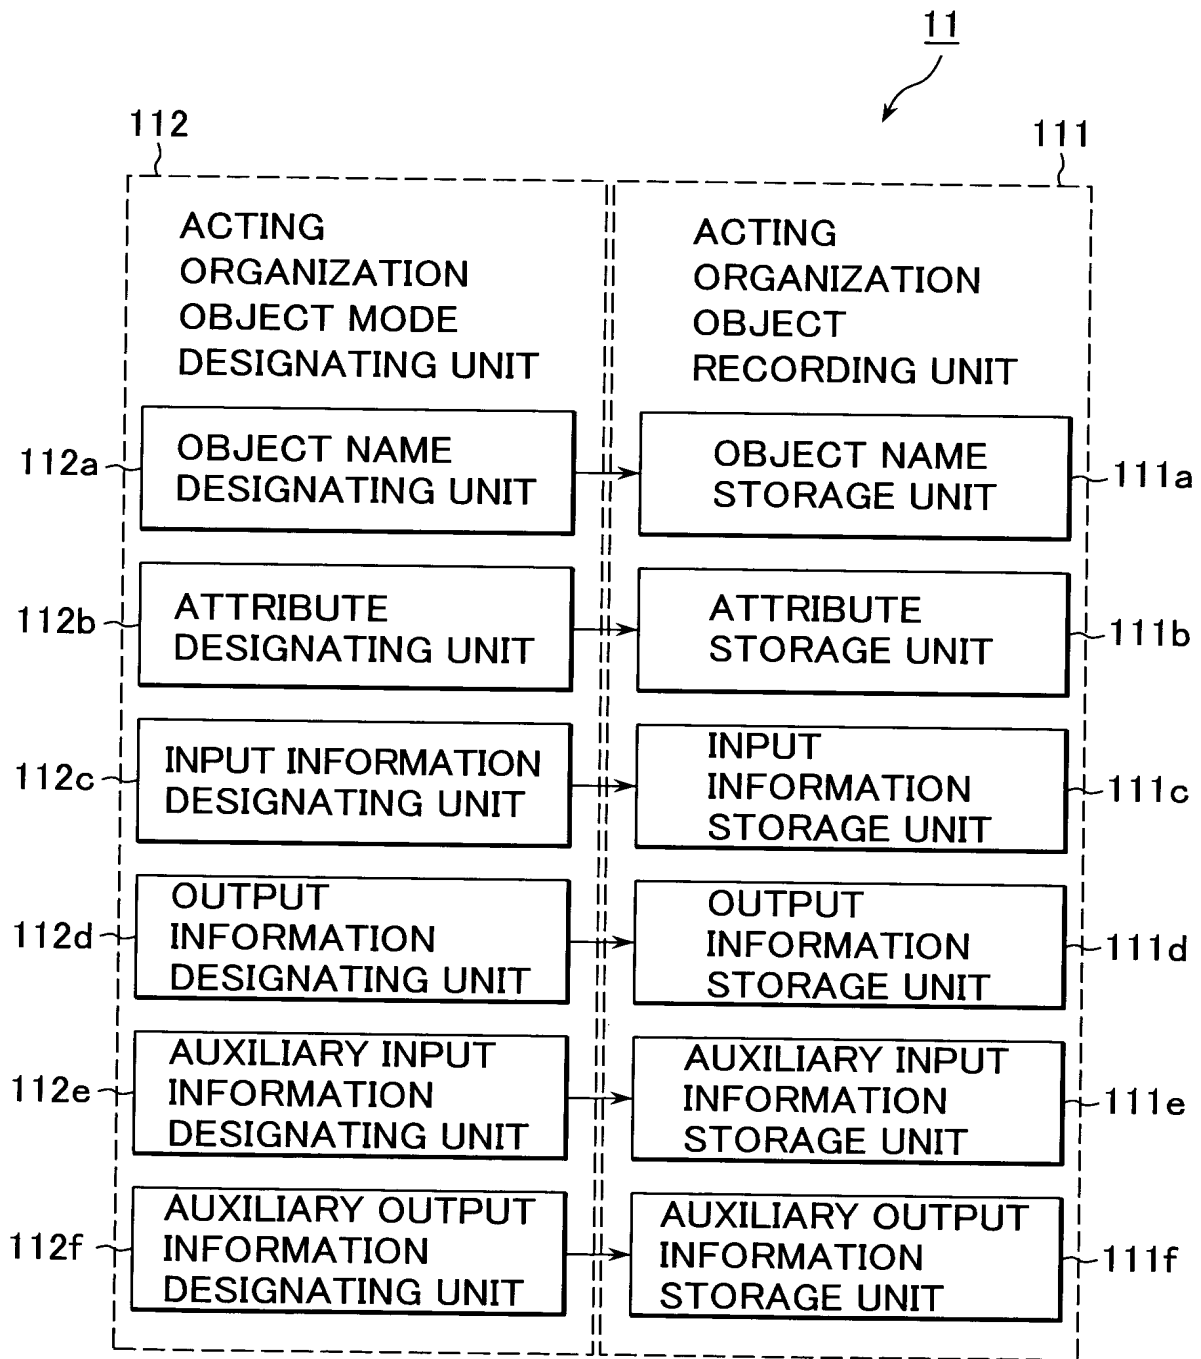 11
112
111
ACTING
ORGANIZATION
OBJECT MODE
DESIGNATING UNIT
ACTING
ORGANIZATION
OBJECT
RECORDING UNIT
112a
OBJECT NAME
DESIGNATING UNIT
OBJECT NAME
STORAGE UNIT
111a
112b
ATTRIBUTE
DESIGNATING UNIT
ATTRIBUTE
STORAGE UNIT
111b
112c
INPUT INFORMATION
DESIGNATING UNIT
INPUT
INFORMATION
STORAGE UNIT
111c
112d
OUTPUT
INFORMATION
DESIGNATING UNIT
OUTPUT
INFORMATION
STORAGE UNIT
111d
112e
AUXILIARY INPUT
INFORMATION
DESIGNATING UNIT
AUXILIARY INPUT
INFORMATION
STORAGE UNIT
111e
112f
AUXILIARY OUTPUT
INFORMATION
DESIGNATING UNIT
AUXILIARY OUTPUT
INFORMATION
STORAGE UNIT
111f